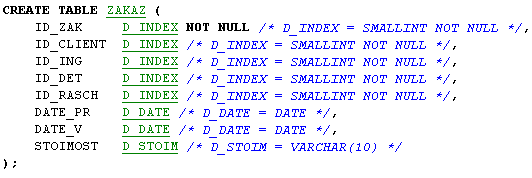 CREATE TABLE ZAKAZ (
ID_ZAK D_INDEX NOT NULL /* D_INDEX = SMALLINT NOT NULL */,
ID_CLIENT D_INDEX /* D_INDEX = SMALLINT NOT NULL */,
ID_ING D_INDEX /* D_INDEX = SMALLINT NOT NULL */,
ID_DET D_INDEX /* D_INDEX = SMALLINT NOT NULL */,
ID_RASCH D_INDEX /* D_INDEX = SMALLINT NOT NULL */,
DATE_PR D_DATE /* D_DATE = DATE */,
DATE_V D_DATE /* D_DATE = DATE */,
STOIMOST D_STOIM /* D_STOIM = VARCHAR(10) */
);